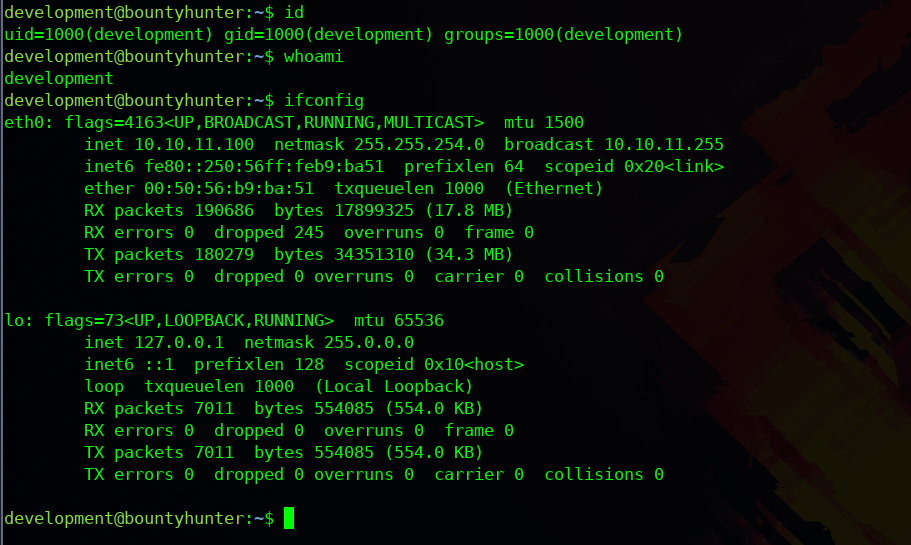 development@bountyhunter:~$ id
uid=1000(development) gid=1000(development) groups=1000(development)
development@bountyhunter:~$ whoami
development
development@bountyhunter:~$ ifconfig
eth0: flags=4163<UP,BROADCAST,RUNNING,MULTICAST>  mtu 1500
        inet 10.10.11.100  netmask 255.255.254.0  broadcast 10.10.11.255
        inet6 fe80::250:56ff:feb9:ba51  prefixlen 64  scopeid 0x20<link>
        ether 00:50:56:b9:ba:51  txqueuelen 1000  (Ethernet)
        RX packets 190686  bytes 17899325 (17.8 MB)
        RX errors 0  dropped 245  overruns 0  frame 0
        TX packets 180279  bytes 34351310 (34.3 MB)
        TX errors 0  dropped 0 overruns 0  carrier 0  collisions 0

lo: flags=73<UP,LOOPBACK,RUNNING>  mtu 65536
        inet 127.0.0.1  netmask 255.0.0.0
        inet6 ::1  prefixlen 128  scopeid 0x10<host>
        loop  txqueuelen 1000  (Local Loopback)
        RX packets 7011  bytes 554085 (554.0 KB)
        RX errors 0  dropped 0  overruns 0  frame 0
        TX packets 7011  bytes 554085 (554.0 KB)
        TX errors 0  dropped 0 overruns 0  carrier 0  collisions 0

development@bountyhunter:~$